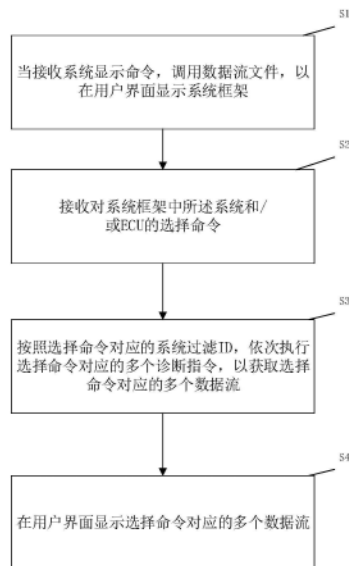 S1
当接收系统显示命令，调用数据流文件，以
在用户界面显示系统框架
S2
接收对系统框架中所述系统和/
或ECU的选择命令
S3
按照选择命令对应的系统过滤ID，依次执行
选择命令对应的多个诊断指令，以获取选择
命令对应的多个数据流
S4
在用户界面显示选择命令对应的多个数据流